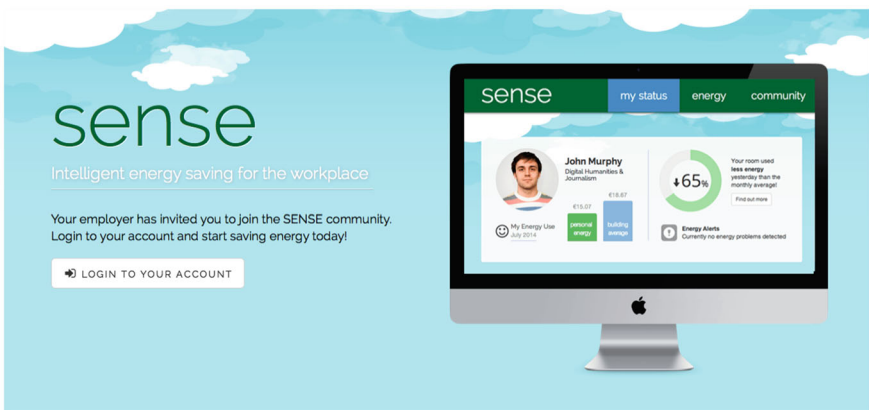 sense
Intelligent energy saving for the workplace
Your employer has invited you to join the SENSE community.
Login to your account and start saving energy today!
LOGIN TO YOUR ACCOUNT
sense
my status
energy
community
John Murphy
Digital Humanities &
Journalism
My Energy Use
July 2014
€15.07
personal
energy
€18.87
building
average
65%
Your room used
less energy
yesterday than the
monthly average!
Find out more
Energy Alerts
Currently no energy problems detected